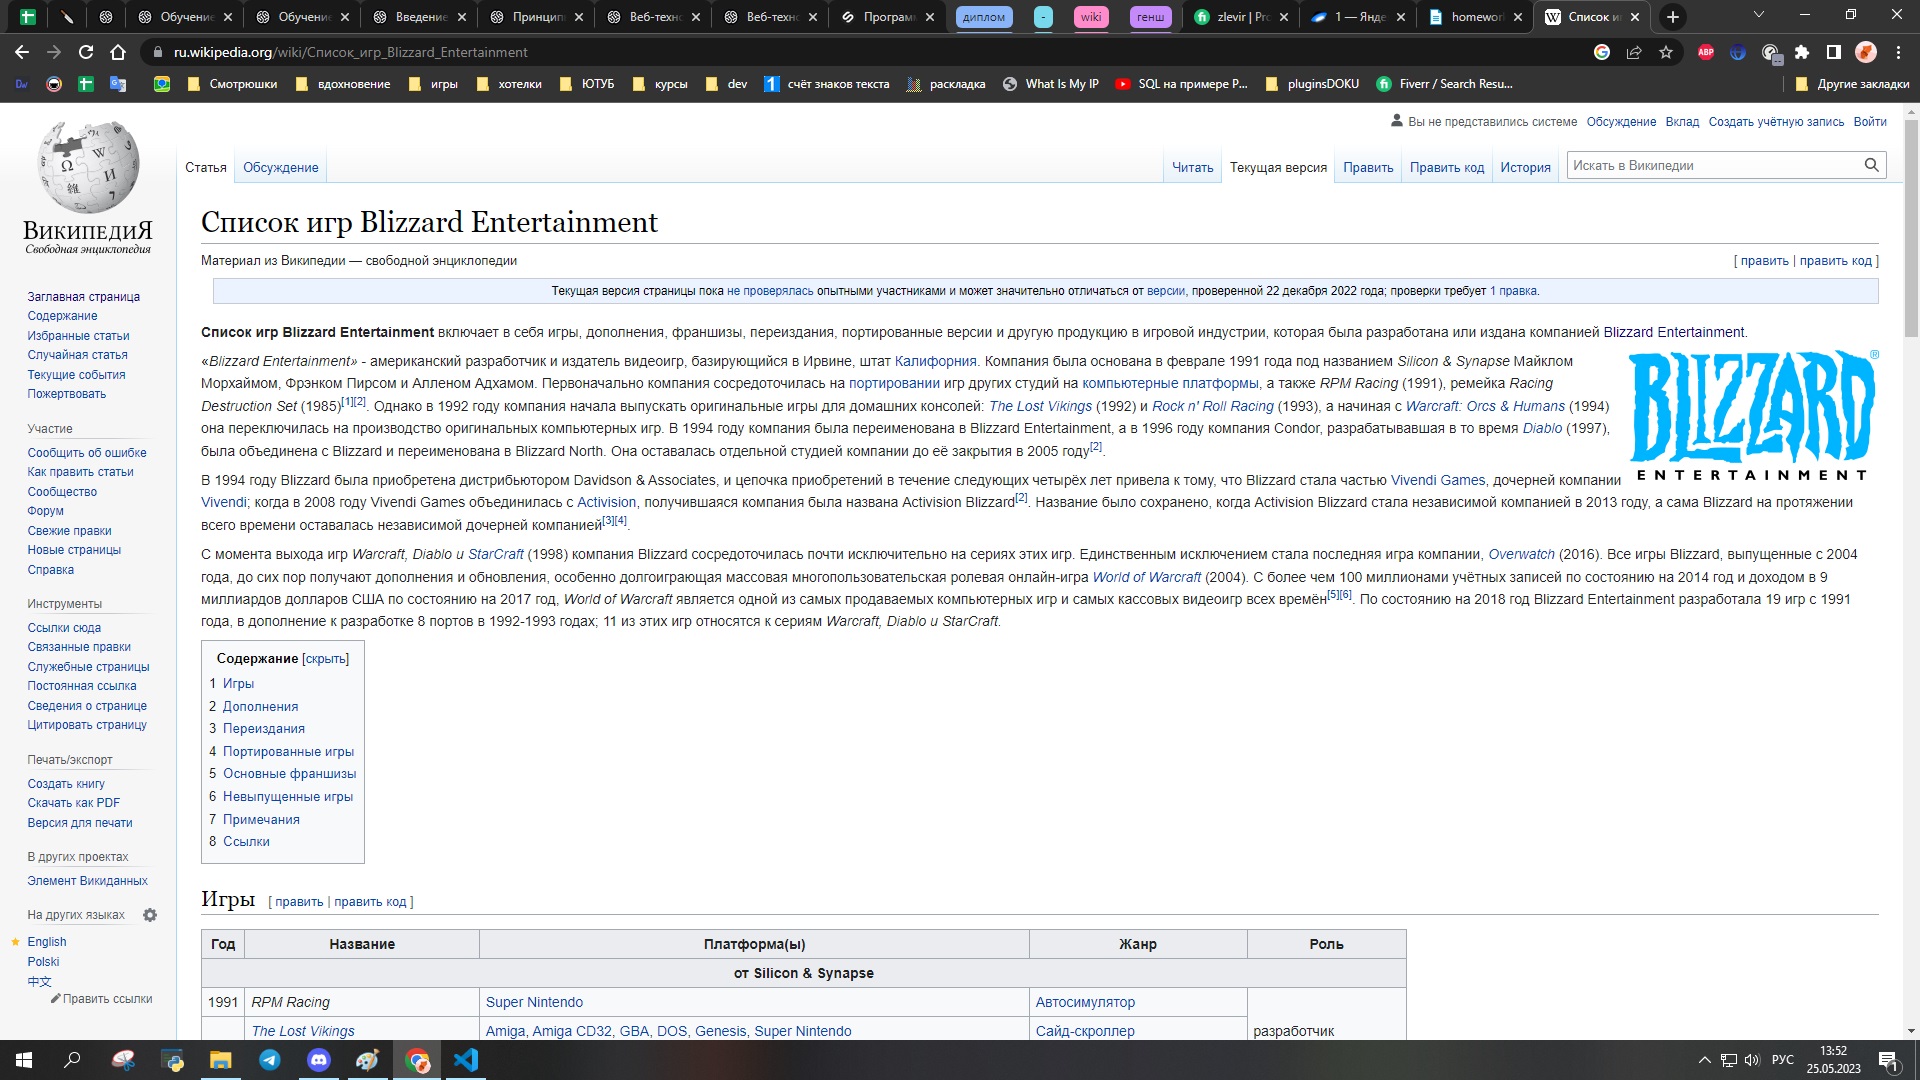 Обучение
Обучение
Введение
Принцип
Веб-техно
Веб-техно
Програм
диплом
-
wiki
генш
zlevir | Pro
1 — Янде
homewor
Список иг
ru.wikipedia.org/wiki/Список_игр_Blizzard_Entertainment
Смотрюшки
вдохновение
игры
хотелки
ЮТУБ
курсы
dev
счёт знаков текста
раскладка
What Is My IP
SQL на примере P...
pluginsDOKU
Fiverr / Search Resu...
Другие закладки
Вы не представились системе Обсуждение Вклад Создать учётную запись Войти
Статья Обсуждение Читать Текущая версия Править Править код История Искать в Википедии
ВикипедиЯ
Свободная энциклопедия
Заглавная страница
Содержание
Избранные статьи
Случайная статья
Текущие события
Пожертвовать
Участие
Сообщить об ошибке
Как править статьи
Сообщество
Форум
Свежие правки
Новые страницы
Справка
Инструменты
Ссылки сюда
Связанные правки
Служебные страницы
Постоянная ссылка
Сведения о странице
Цитировать страницу
Печать/экспорт
Создать книгу
Скачать как PDF
Версия для печати
В других проектах
Элемент Викиданных
На других языках
English
Polski
中文
Править ссылки
Список игр Blizzard Entertainment
Материал из Википедии — свободной энциклопедии [ править | править код ]
Текущая версия страницы пока не проверялась опытными участниками и может значительно отличаться от версии, проверенной 22 декабря 2022 года; проверки требует 1 правка.
Список игр Blizzard Entertainment включает в себя игры, дополнения, франшизы, переиздания, портированные версии и другую продукцию в игровой индустрии, которая была разработана или издана компанией Blizzard Entertainment.
«Blizzard Entertainment» - американский разработчик и издатель видеоигр, базирующийся в Ирвине, штат Калифорния. Компания была основана в феврале 1991 года под названием Silicon & Synapse Майклом
Морхаймом, Фрэнком Пирсом и Алленом Адхамом. Первоначально компания сосредоточилась на портировании игр других студий на компьютерные платформы, а также RPM Racing (1991), ремейка Racing
Destruction Set (1985)[1][2]. Однако в 1992 году компания начала выпускать оригинальные игры для домашних консолей: The Lost Vikings (1992) и Rock n' Roll Racing (1993), а начиная с Warcraft: Orcs & Humans (1994)
она переключилась на производство оригинальных компьютерных игр. В 1994 году компания была переименована в Blizzard Entertainment, а в 1996 году компания Condor, разрабатывавшая в то время Diablo (1997),
была объединена с Blizzard и переименована в Blizzard North. Она оставалась отдельной студией компании до её закрытия в 2005 году[2].
BLIZZARD®
ENTERTAINMENT
В 1994 году Blizzard была приобретена дистрибьютором Davidson & Associates, и цепочка приобретений в течение следующих четырёх лет привела к тому, что Blizzard стала частью Vivendi Games, дочерней компании
Vivendi; когда в 2008 году Vivendi Games объединилась с Activision, получившаяся компания была названа Activision Blizzard[2]. Название было сохранено, когда Activision Blizzard стала независимой компанией в 2013 году, а сама Blizzard на протяжении
всего времени оставалась независимой дочерней компанией[3][4].
С момента выхода игр Warcraft, Diablo и StarCraft (1998) компания Blizzard сосредоточилась почти исключительно на сериях этих игр. Единственным исключением стала последняя игра компании, Overwatch (2016). Все игры Blizzard, выпущенные с 2004
года, до сих пор получают дополнения и обновления, особенно долгоиграющая массовая многопользовательская ролевая онлайн-игра World of Warcraft (2004). С более чем 100 миллионами учётных записей по состоянию на 2014 год и доходом в 9
миллиардов долларов США по состоянию на 2017 год, World of Warcraft является одной из самых продаваемых компьютерных игр и самых кассовых видеоигр всех времён[5][6]. По состоянию на 2018 год Blizzard Entertainment разработала 19 игр с 1991
года, в дополнение к разработке 8 портов в 1992-1993 годах; 11 из этих игр относятся к сериям Warcraft, Diablo и StarCraft.
Содержание [скрыть]
1 Игры
2 Дополнения
3 Переиздания
4 Портированные игры
5 Основные франшизы
6 Невыпущенные игры
7 Примечания
8 Ссылки
Игры [ править | править код ]
Год Название Платформа(ы) Жанр Роль
от Silicon & Synapse
1991 RPM Racing Super Nintendo Автосимулятор
The Lost Vikings Amiga, Amiga CD32, GBA, DOS, Genesis, Super Nintendo Сайд-скроллер разработчик
РУС
13:52
25.05.2023
1